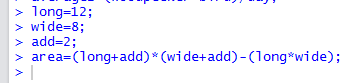 > long=12;
> wide=8;
> add=2;
> area=(long+add)*(wide+add)-(long*wide);
>